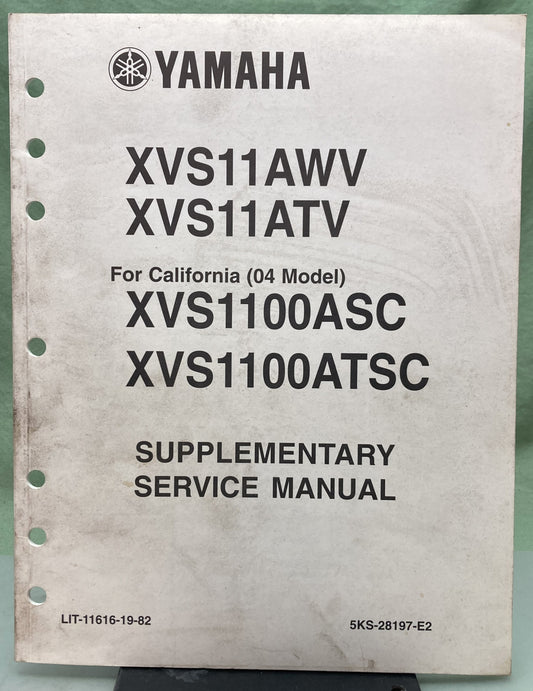 YAMAHA
XVS11AWV
XVS11ATV
For California (04 Model)
XVS1100ASC
XVS1100ATSC
SUPPLEMENTARY
SERVICE MANUAL
LIT-11616-19-82
5KS-28197-E2